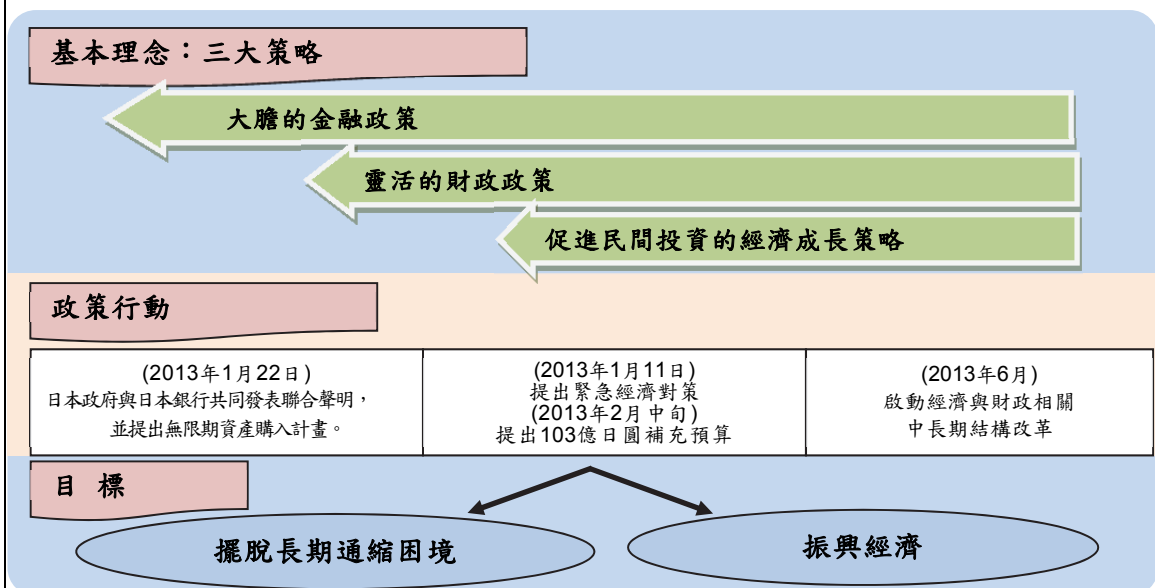 基本理念：三大策略
大膽的金融政策
靈活的財政政策
促進民間投資的經濟成長策略
政策行動
(2013年1月22日)
日本政府與日本銀行共同發表聯合聲明，
並提出無限期資產購入計畫。
(2013年1月11日)
提出緊急經濟對策
(2013年2月中旬)
提出103億日圓補充預算
(2013年6月)
啟動經濟與財政相關
中長期結構改革
目 標
擺脫長期通縮困境
振興經濟